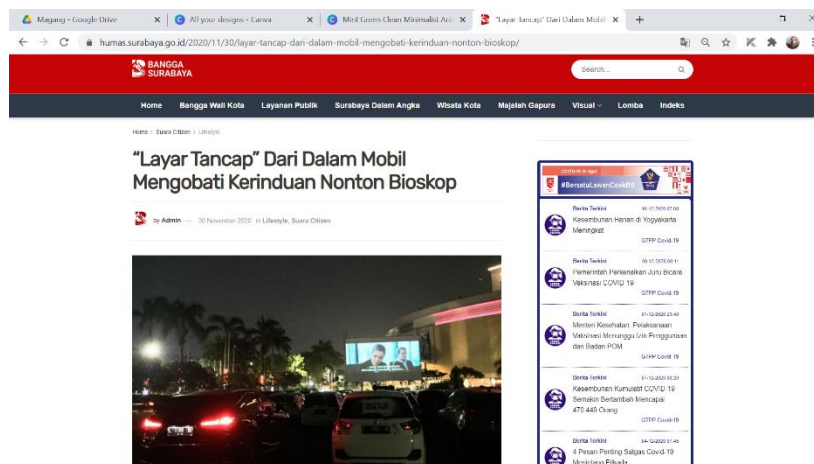 Magang - Google Drive
All your designs - Canva
Mint Green Clean Minimalist
"Layar Tancap" Dari Dalam Mobil
humas.surabaya.go.id/2020/11/30/layar-tancap-dari-dalam-mobil-mengobati-kerinduan-nonton-bioskop/
BANGGA
SURABAYA
Search...
Home
Bangga Wali Kota
Layanan Publik
Surabaya Dalam Angka
Wisata Kota
Majalah Gapura
Visual
Lomba
Indeks
Home > Suara Citizen > Lifestyle
"Layar Tancap" Dari Dalam Mobil
Mengobati Kerinduan Nonton Bioskop
by Admin — 30 November 2020 in Lifestyle, Suara Citizen
#BersatuLawanCovid19
Berita Terkini
Kesembuhan Harian di Yogyakarta
Meningkat
GTPP Covid-19
Berita Terkini
Pemerintah Perkenalkan Juru Bicara
Vaksinasi COVID 19
GTPP Covid-19
Berita Terkini
Menteri Kesehatan: Pelaksanaan
Vaksinasi Menunggu Izin Penggunaan
dari Badan POM
GTPP Covid-19
Berita Terkini
Kesembuhan Kumulatif COVID 19
Semakin Bertambah Mencapai
470.449 Orang
GTPP Covid-19
Berita Terkini
4 Pesan Penting Satgas Covid-19
Menjelang Pilkada